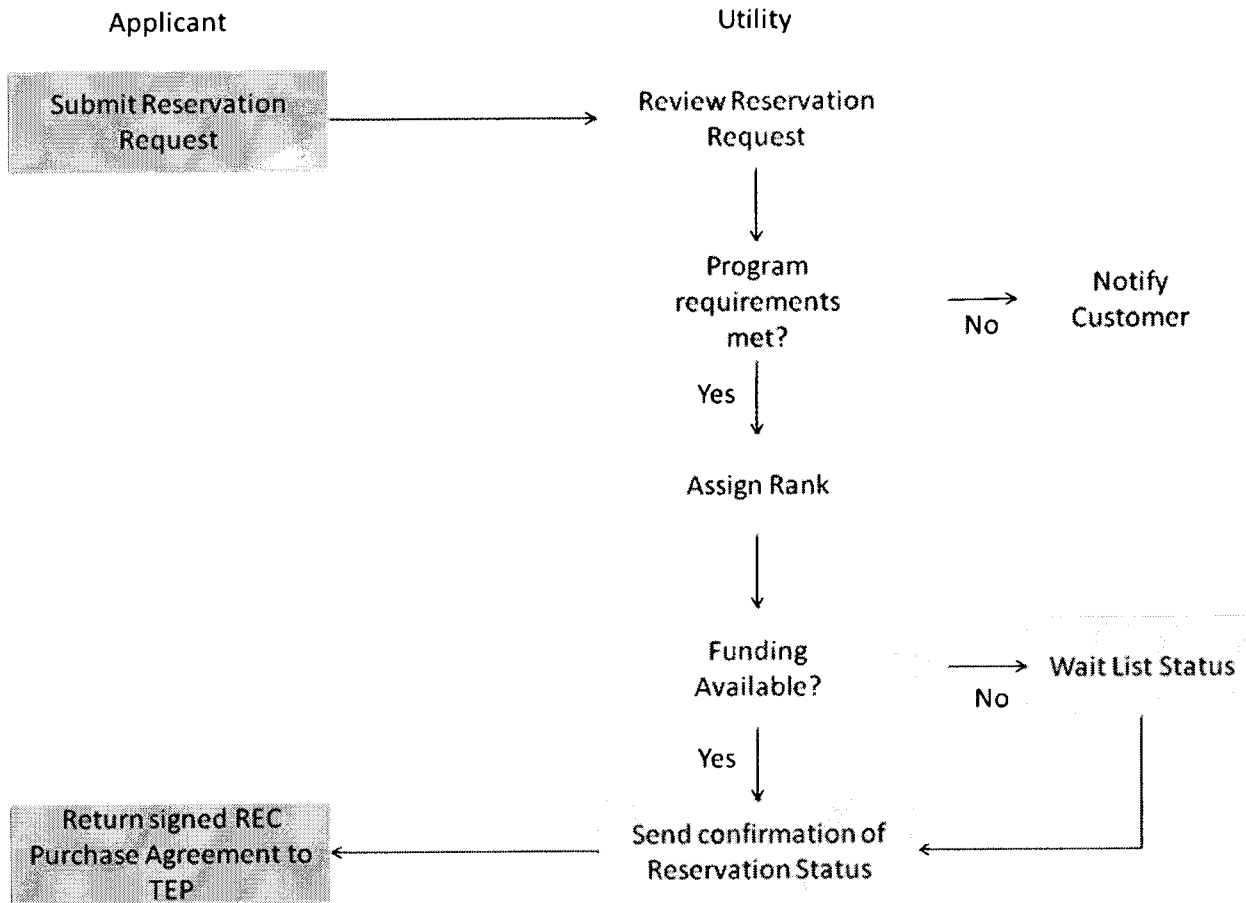 Applicant
Utility
Submit Reservation
Request
Review Reservation
Request
Program
requirements
met?
No
Notify
Customer
Yes
Assign Rank
Funding
Available?
No
Wait List Status
Yes
Return signed REC
Purchase Agreement to
TEP
Send confirmation of
Reservation Status